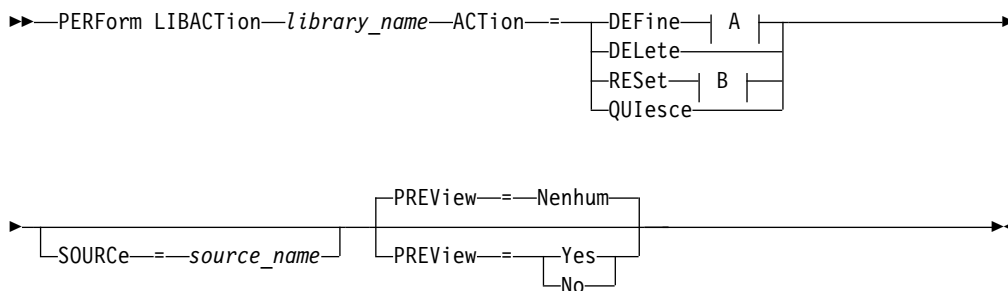 PERForm LIBACTion library_name ACTion = DEFine A
DELete
RESet B
QUIesce
PREView = Nenhum
SOURCe = source_name
PREView = Yes
No